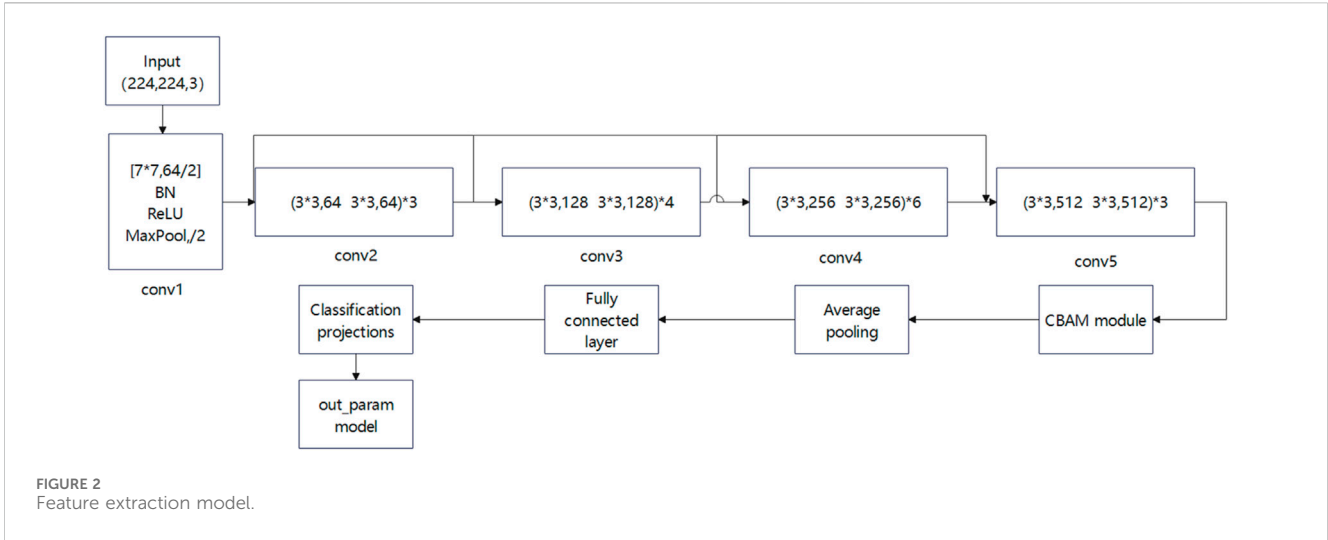 Input
(224,224,3)
[7*7,64/2]
BN
ReLU
MaxPool,/2
conv1
(3*3,64 3*3,64)*3
conv2
(3*3,128 3*3,128)*4
conv3
(3*3,256 3*3,256)*6
conv4
(3*3,512 3*3,512)*3
conv5
CBAM module
Average
pooling
Fully
connected
layer
Classification
projections
out_param
model
FIGURE 2
Feature extraction model.